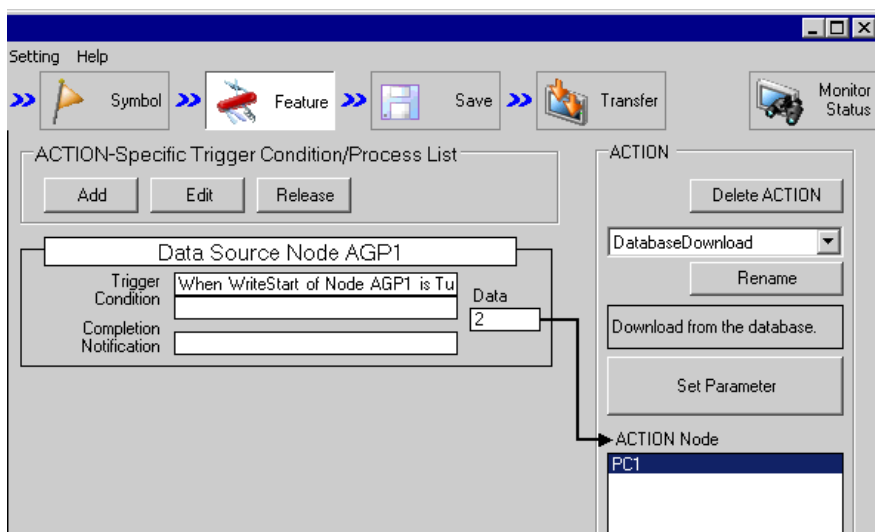 Setting Help
Symbol Feature Save Transfer Monitor
Status
ACTION-Specific Trigger Condition/Process List
Add Edit Release
Data Source Node AGP1
Trigger
Condition
When WriteStart of Node AGP1 is Tu
Data
2
Completion
Notification
ACTION
Delete ACTION
DatabaseDownload
Rename
Download from the database.
Set Parameter
ACTION Node
PC1